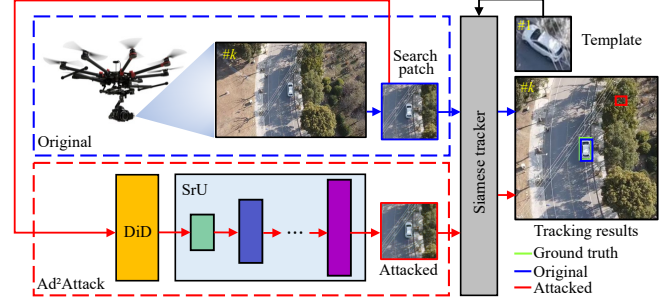 #k
Search
patch
Original
#1
Template
#k
Siamese tracker
DiD
SrU
...
Attacked
Ad²Attack
Tracking results
Ground truth
Original
Attacked